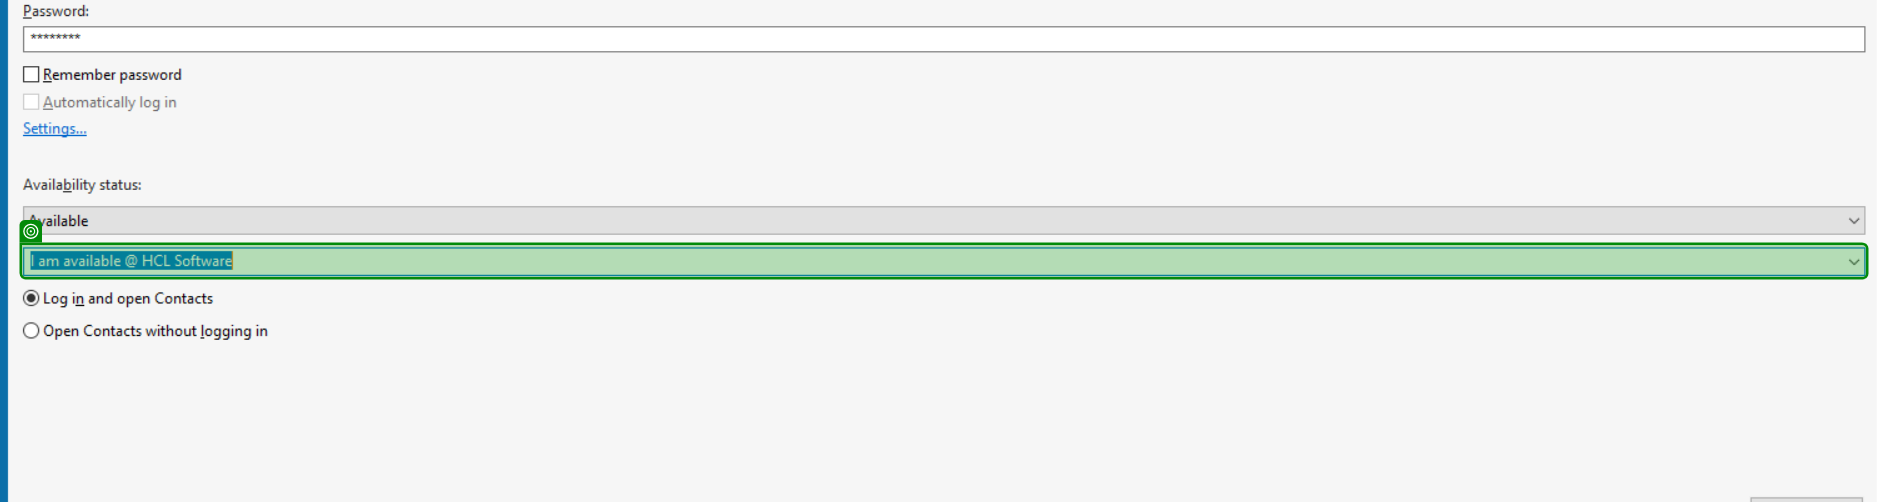 Password:
********
Remember password
Automatically log in
Settings...
Availability status:
Available
I am available @ HCL Software
Log in and open Contacts
Open Contacts without logging in